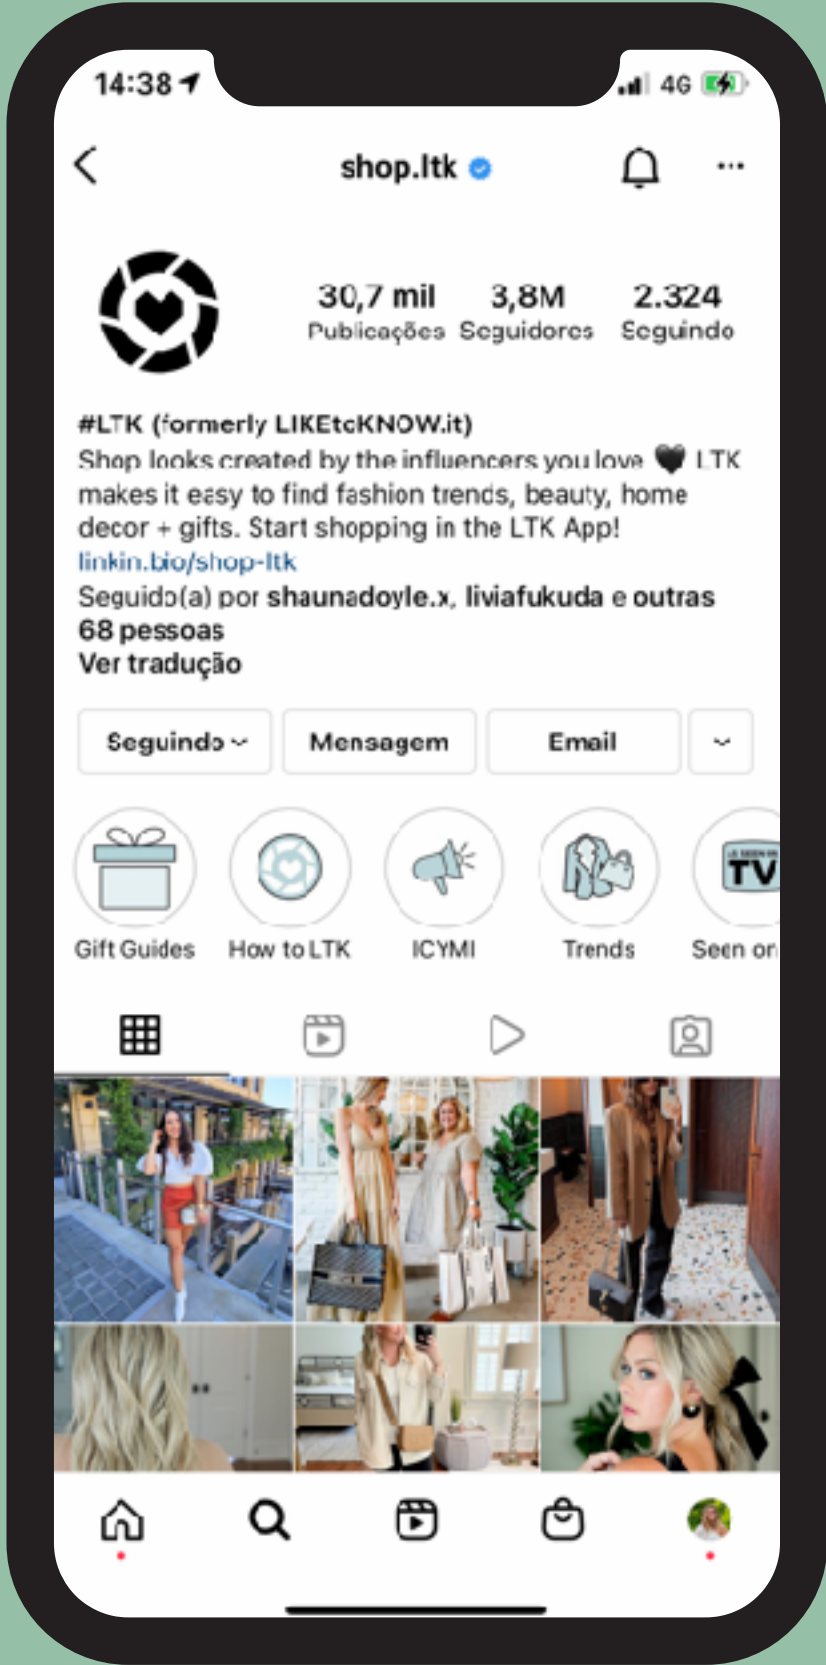 14:38
4G
shop.ltk
30,7 mil 3,8M 2.324
Publicações Seguidores Seguindo
#LTK (formerly LIKEtoKNOW.it)
Shop looks created by the influencers you love 🖤 LTK
makes it easy to find fashion trends, beauty, home
decor + gifts. Start shopping in the LTK App!
linkin.bio/shop-ltk
Seguido(a) por shaunadoyle.x, liviafukuda e outras
68 pessoas
Ver tradução
Seguindo Mensagem Email
AS SEEN ON
TV
Gift Guides How to LTK ICYMI Trends Seen on